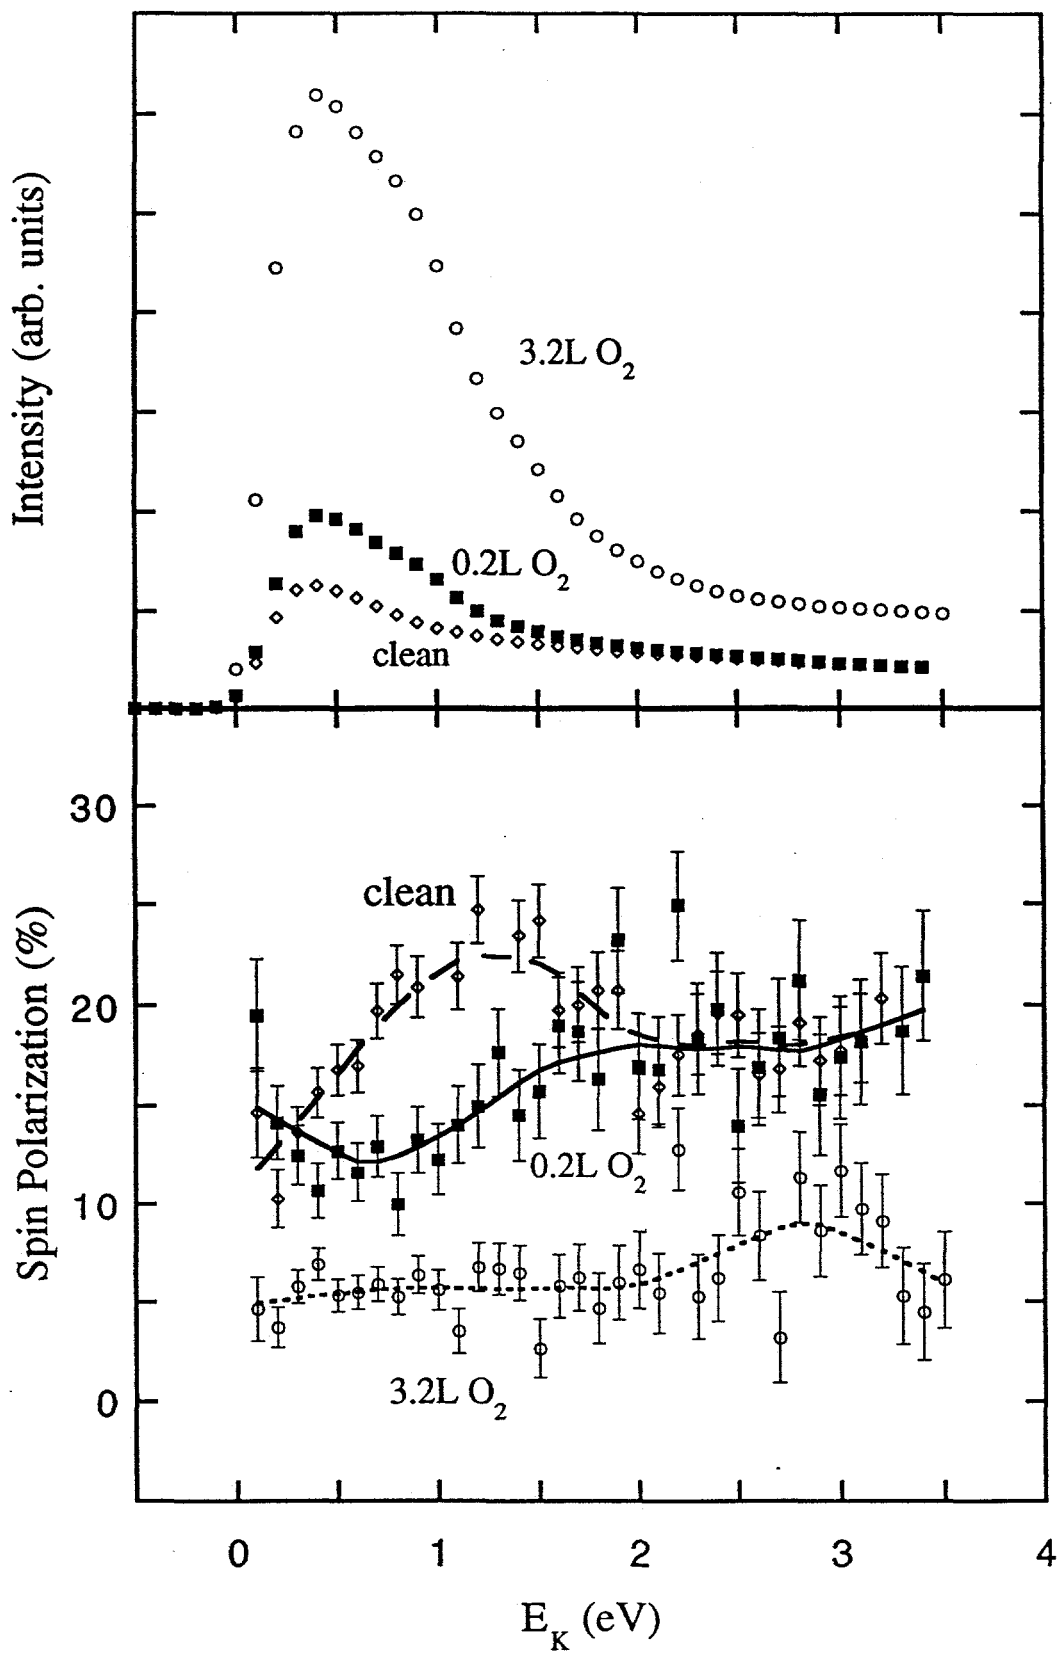 Intensity (arb. units)
3.2L O2
0.2L O2
clean
Spin Polarization (%)
30
20
10
0
clean
0.2L O2
3.2L O2
0 1 2 3 4
EK (eV)